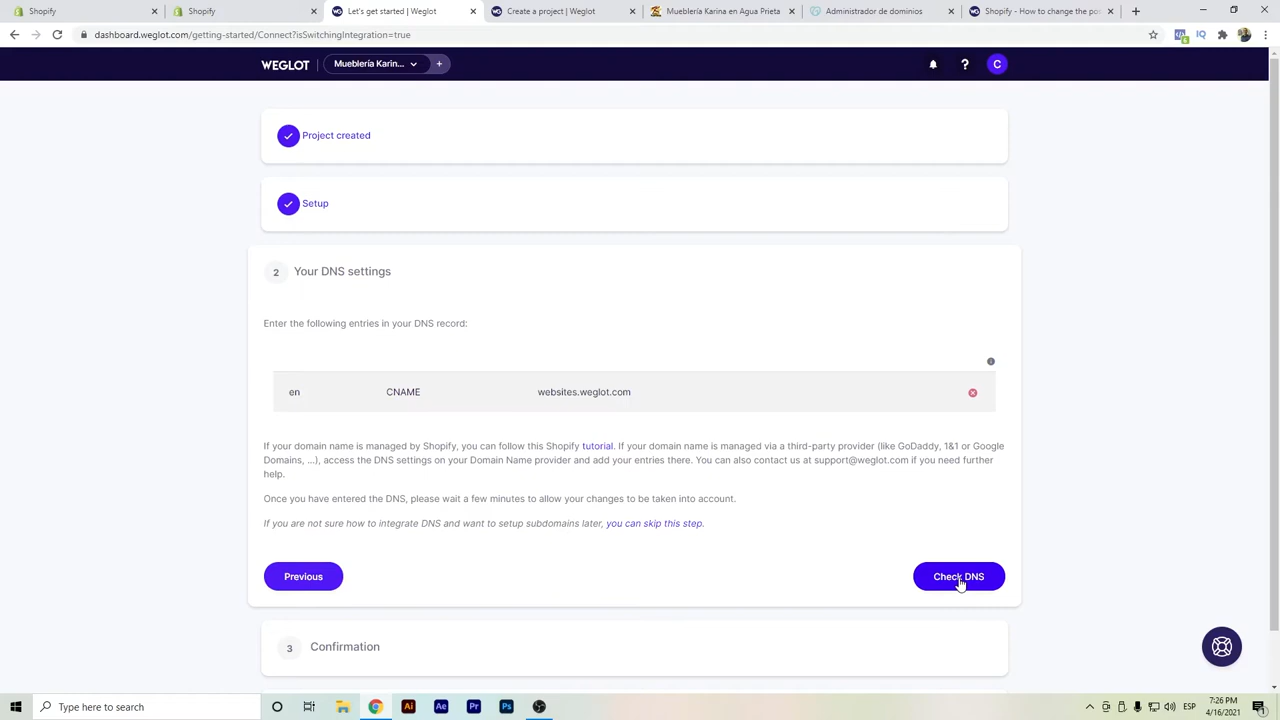 Shopify
Shopify
Let's get started | Weglot
Create a project | Weglot
Mueblería Karina en Agua Prieta
Administrador de dominios
Shopify - How to change the po
dashboard.weglot.com/getting-started/Connect?isSwitchingIntegration=true
WEGLOT
Mueblería Karin...
+
?
C
Project created
Setup
2 Your DNS settings
Enter the following entries in your DNS record:
en CNAME websites.weglot.com
If your domain name is managed by Shopify, you can follow this Shopify tutorial. If your domain name is managed via a third-party provider (like GoDaddy, 1&1 or Google
Domains, ...), access the DNS settings on your Domain Name provider and add your entries there. You can also contact us at support@weglot.com if you need further
help.
Once you have entered the DNS, please wait a few minutes to allow your changes to be taken into account.
If you are not sure how to integrate DNS and want to setup subdomains later, you can skip this step.
Previous
Check DNS
3 Confirmation
Type here to search
Ai
Ae
Pr
Ps
ESP
7:26 PM
4/16/2021